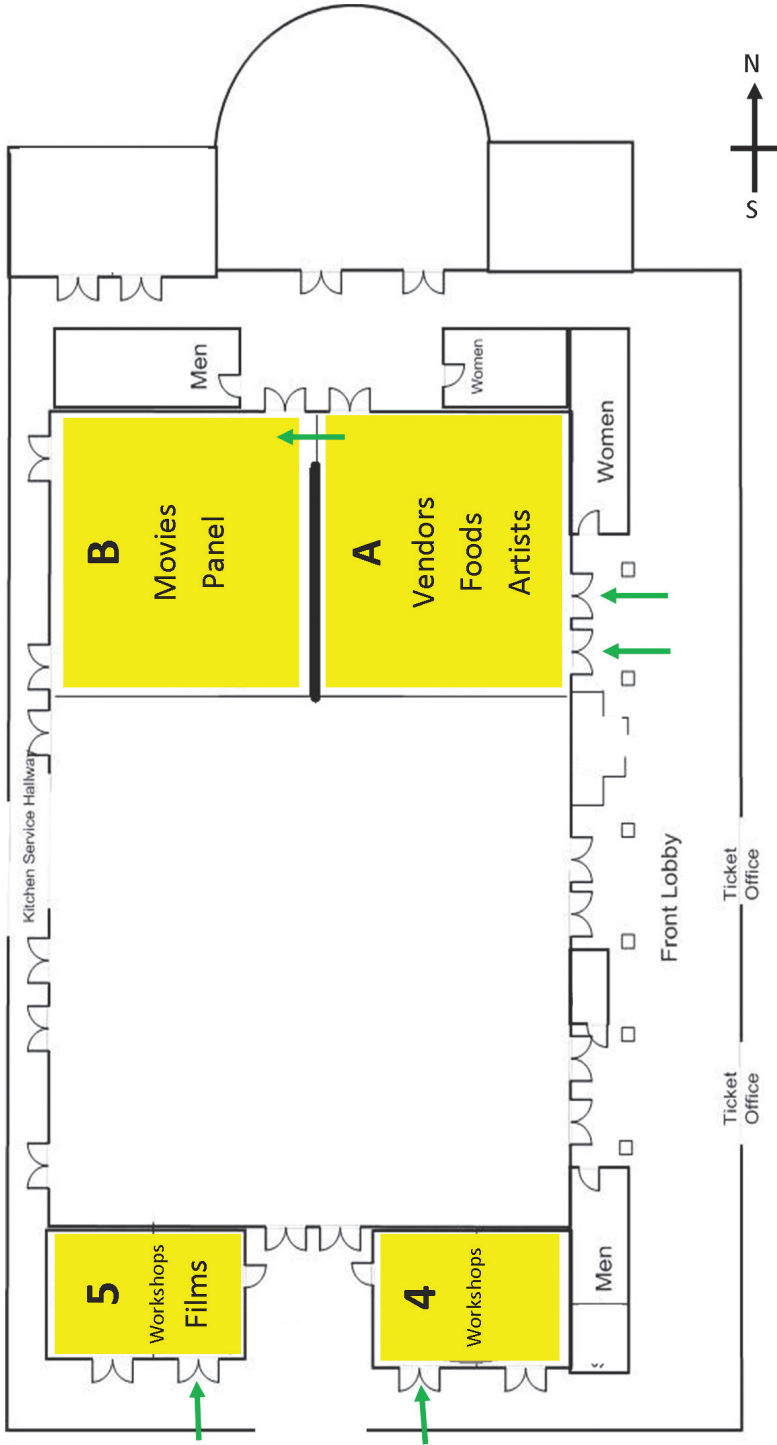 N
S
Men
Women
Women
B
Movies
Panel
A
Vendors
Foods
Artists
Kitchen Service Hallway
Front Lobby
Ticket
Office
Ticket
Office
5
Workshops
Films
4
Workshops
Men